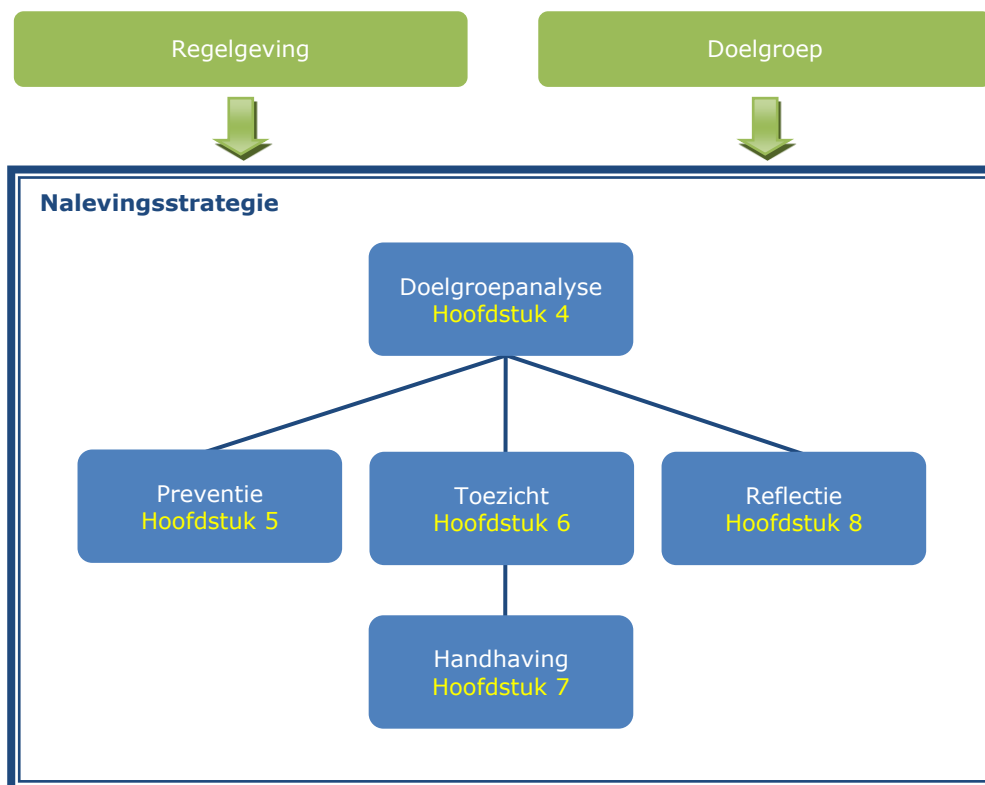 Regelgeving
Doelgroep
Nalevingsstrategie
Doelgroepanalyse
Hoofdstuk 4
Preventie
Hoofdstuk 5
Toezicht
Hoofdstuk 6
Reflectie
Hoofdstuk 8
Handhaving
Hoofdstuk 7